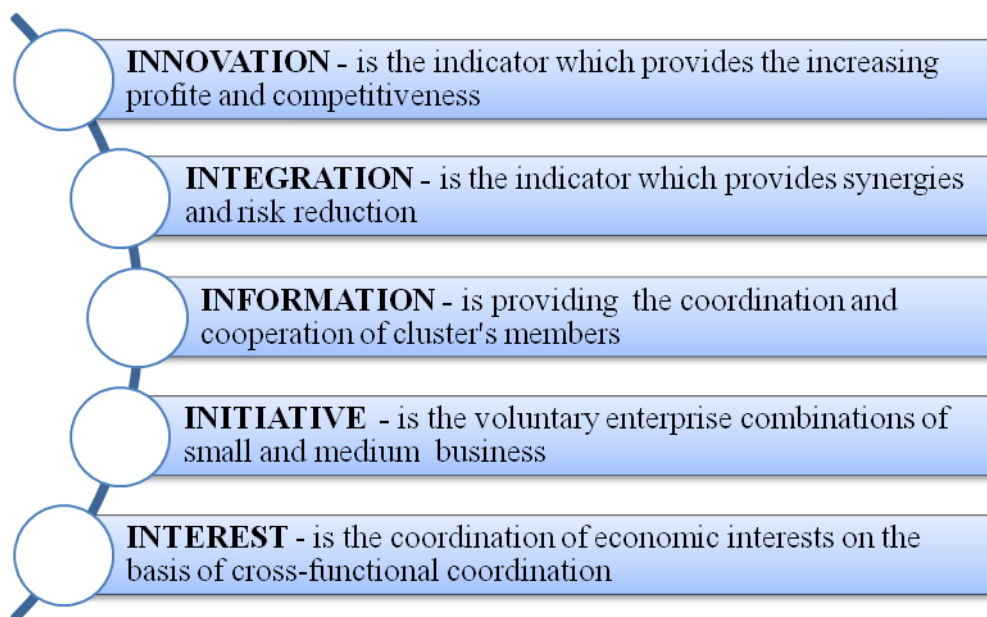 INNOVATION - is the indicator which provides the increasing
profite and competitiveness
INTEGRATION - is the indicator which provides synergies
and risk reduction
INFORMATION - is providing the coordination and
cooperation of cluster's members
INITIATIVE - is the voluntary enterprise combinations of
small and medium business
INTEREST - is the coordination of economic interests on the
basis of cross-functional coordination